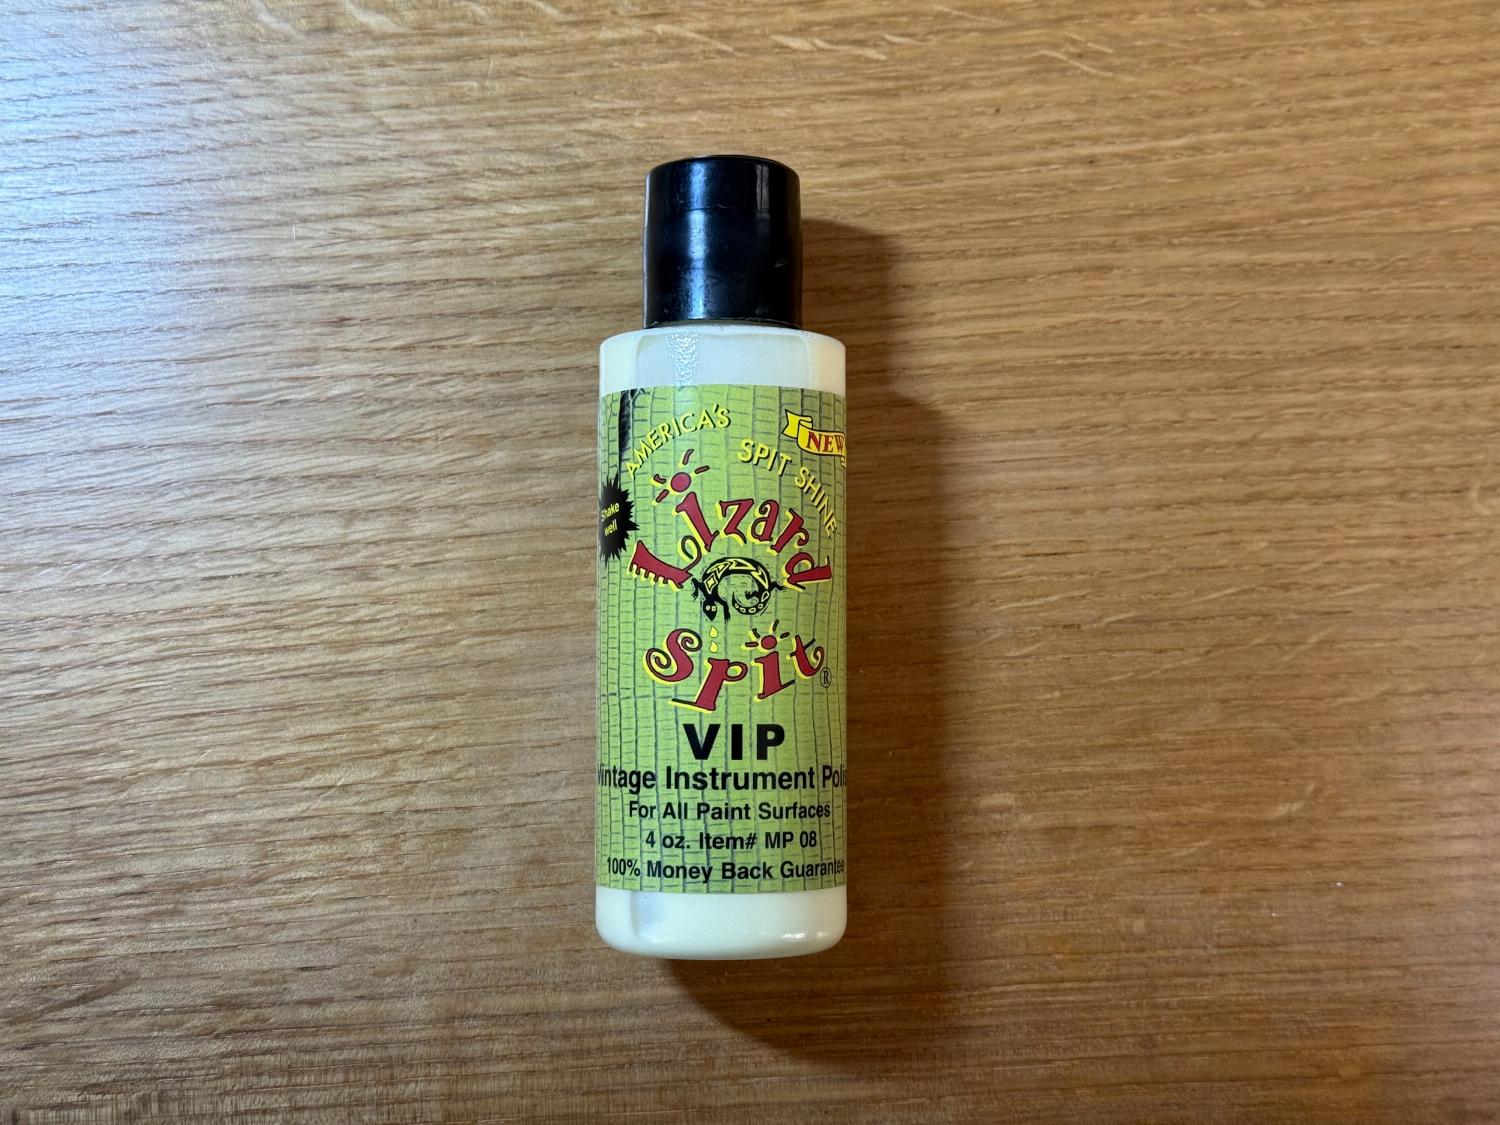 AMERICA'S
SPIT SHINE
NEW
Shake
well
Lizard
Spit®
VIP
Vintage Instrument Polis
For All Paint Surfaces
4 oz. Item# MP 08
100% Money Back Guarantee